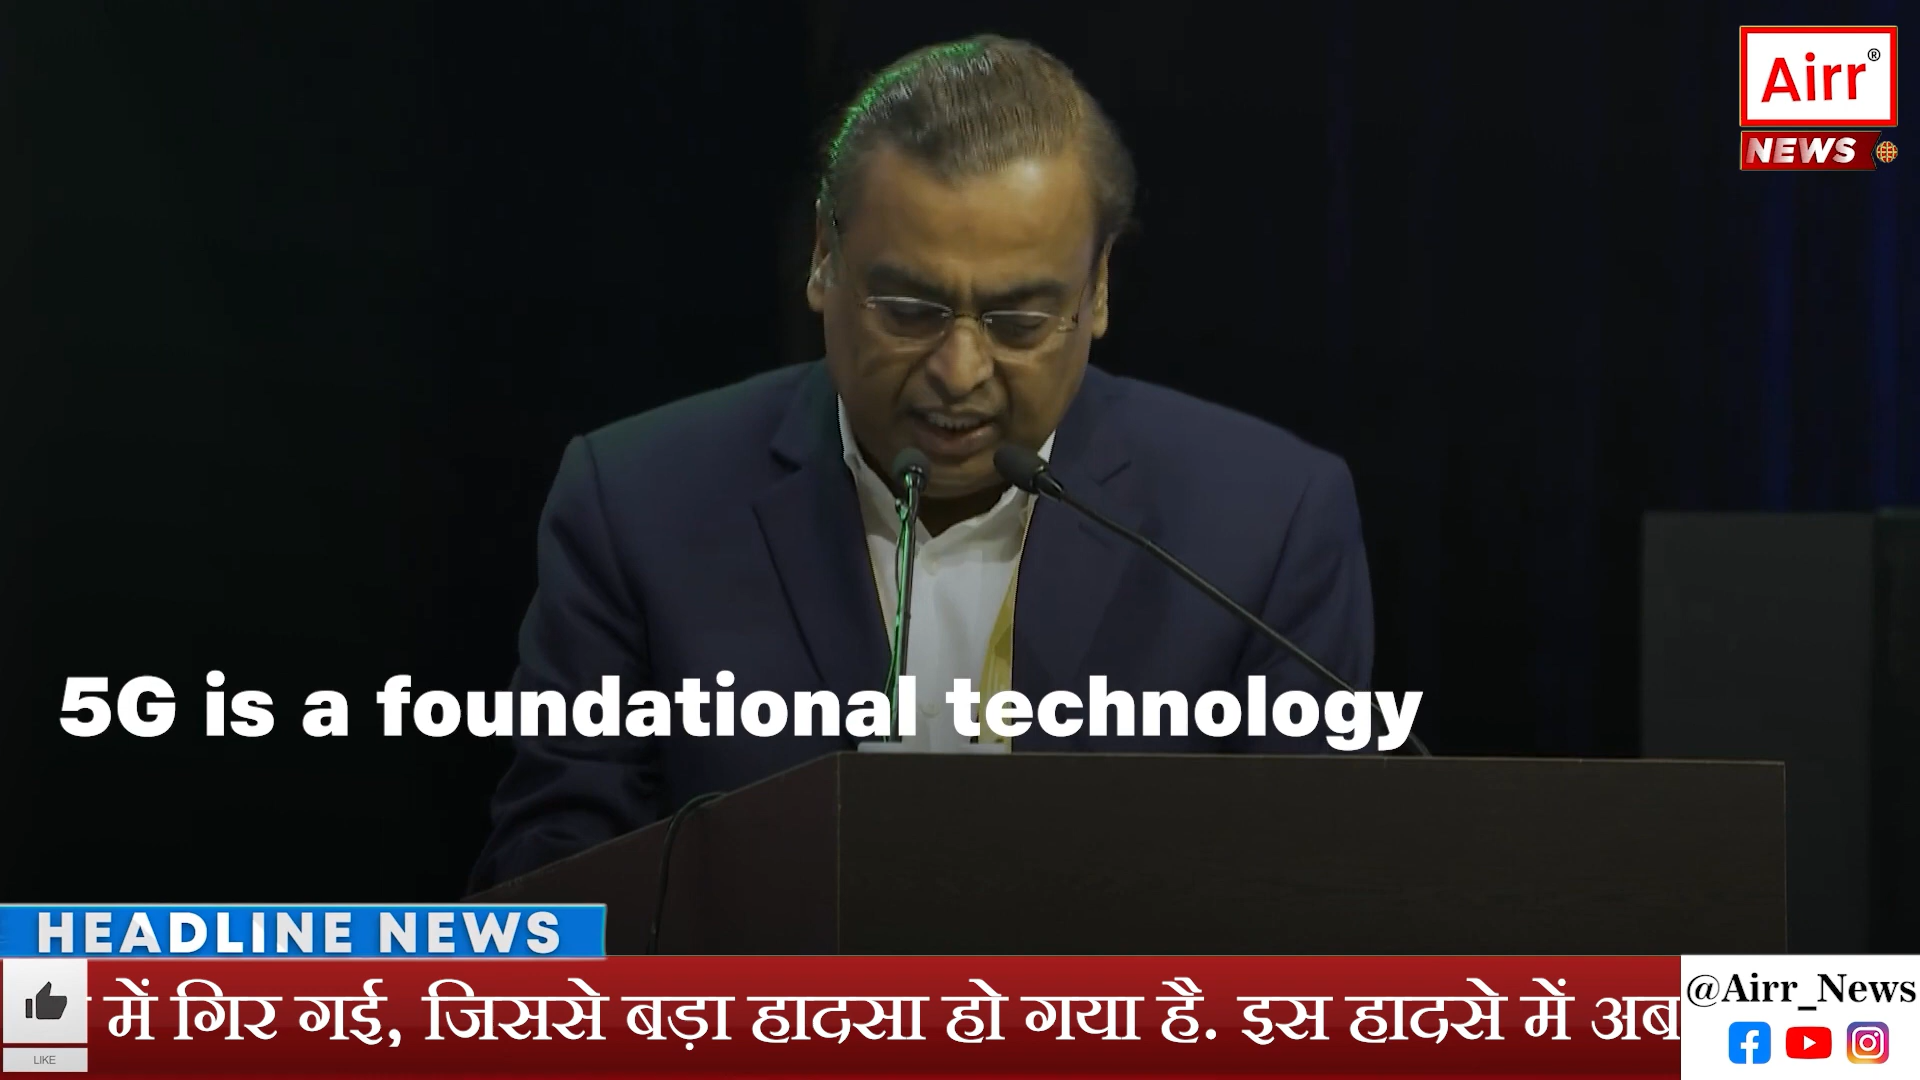 Airr®
NEWS
5G is a foundational technology
HEADLINE NEWS
में गिर गई, जिससे बड़ा हादसा हो गया है. इस हादसे में अब
@Airr_News
LIKE